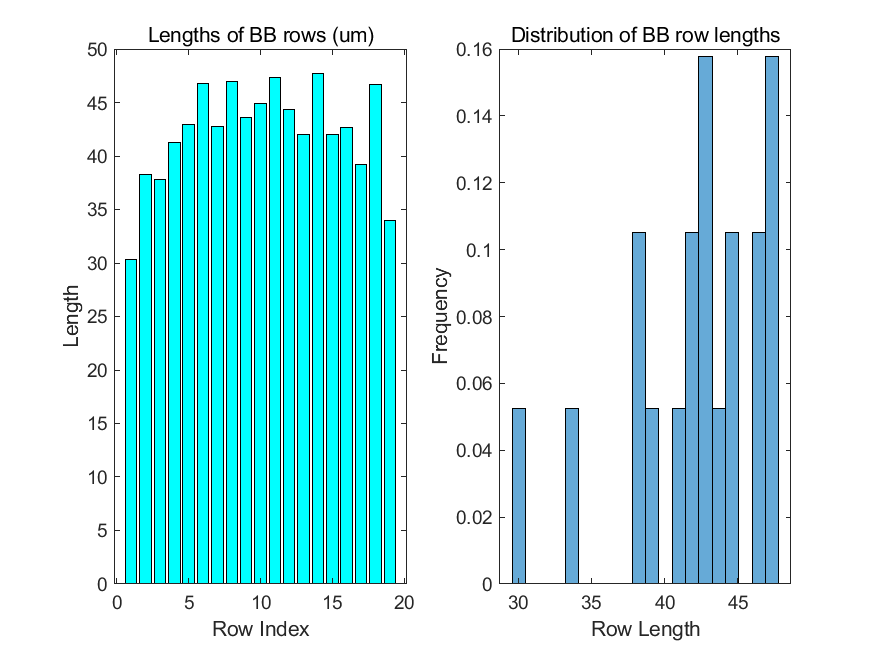 Lengths of BB rows (um)
50
45
40
35
30
25
20
15
10
5
0
Length
0 5 10 15 20
Row Index
Distribution of BB row lengths
0.16
0.14
0.12
0.1
0.08
0.06
0.04
0.02
0
Frequency
30 35 40 45
Row Length